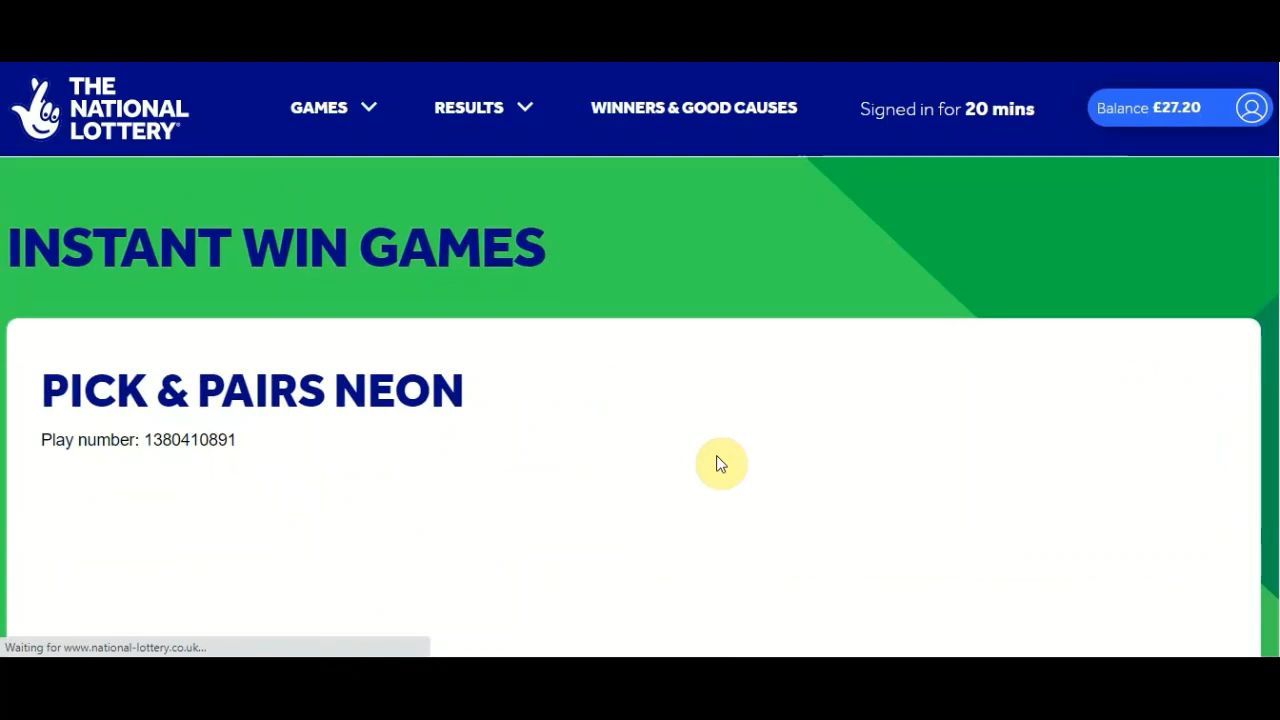 THE
NATIONAL
LOTTERY®
GAMES
RESULTS
WINNERS & GOOD CAUSES
Signed in for 20 mins
Balance £27.20
INSTANT WIN GAMES
PICK & PAIRS NEON
Play number: 1380410891
Waiting for www.national-lottery.co.uk...